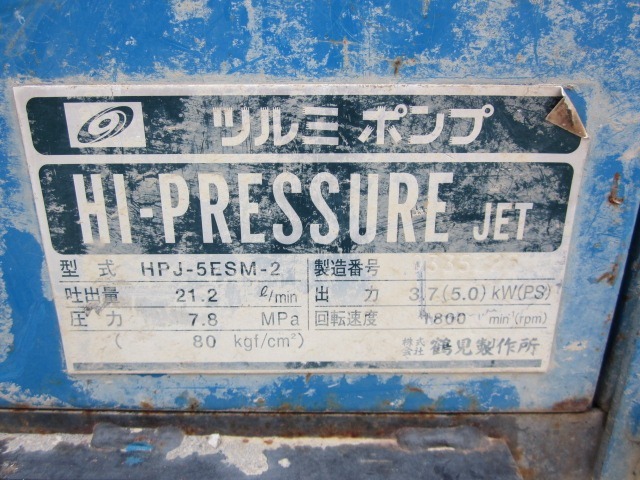 ツルミ ポンプ
HI-PRESSURE JET
型式 HPJ-5ESM-2 製造番号
吐出量 21.2 ℓ/min 出力 3.7(5.0) kW(PS)
圧力 7.8 MPa 回転速度 1800 min⁻¹(rpm)
( 80 kgf/cm²) 株式会社 鶴見製作所